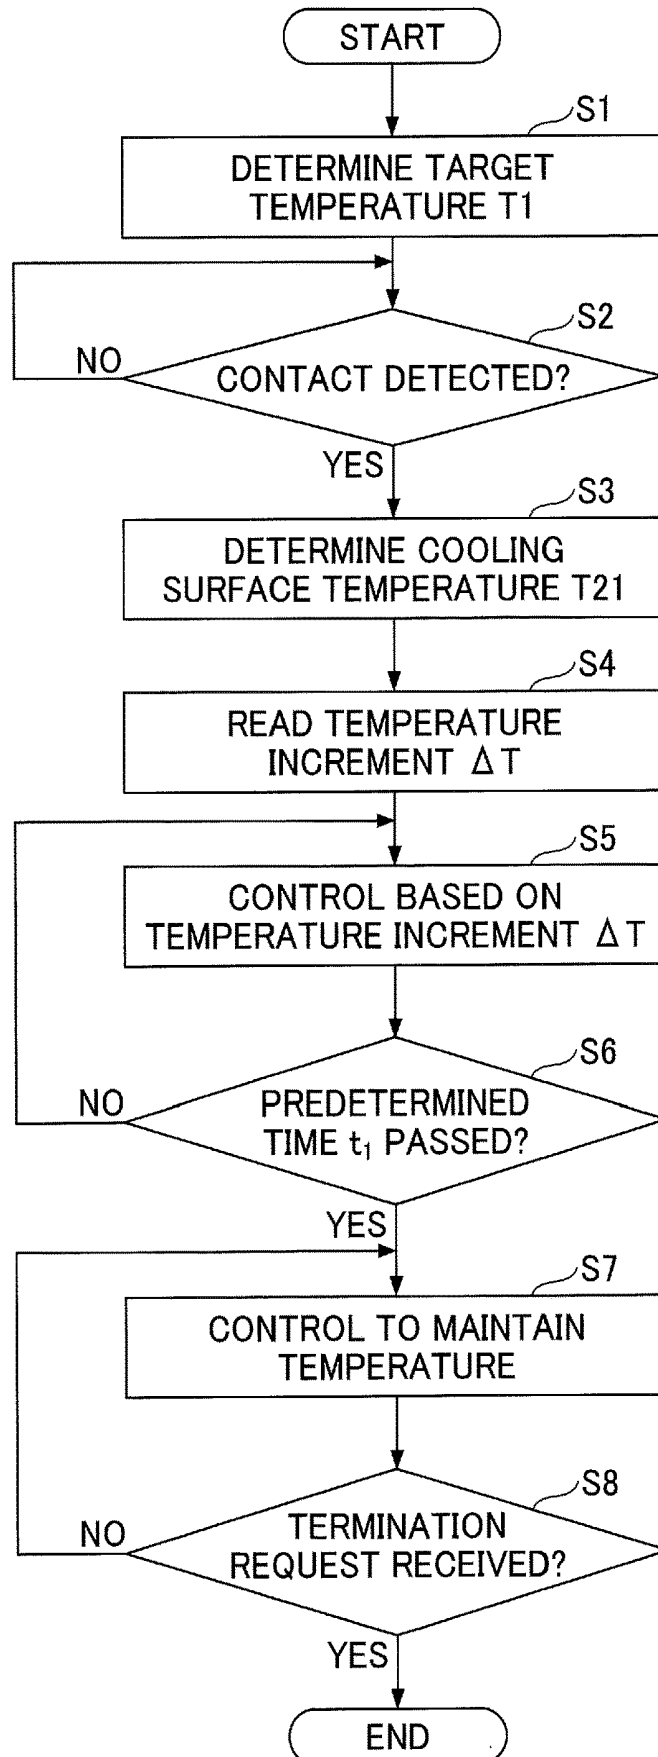 START
S1
DETERMINE TARGET
TEMPERATURE T1
S2
CONTACT DETECTED?
NO
YES
S3
DETERMINE COOLING
SURFACE TEMPERATURE T21
S4
READ TEMPERATURE
INCREMENT ΔT
S5
CONTROL BASED ON
TEMPERATURE INCREMENT ΔT
S6
PREDETERMINED
TIME t₁ PASSED?
NO
YES
S7
CONTROL TO MAINTAIN
TEMPERATURE
S8
TERMINATION
REQUEST RECEIVED?
NO
YES
END